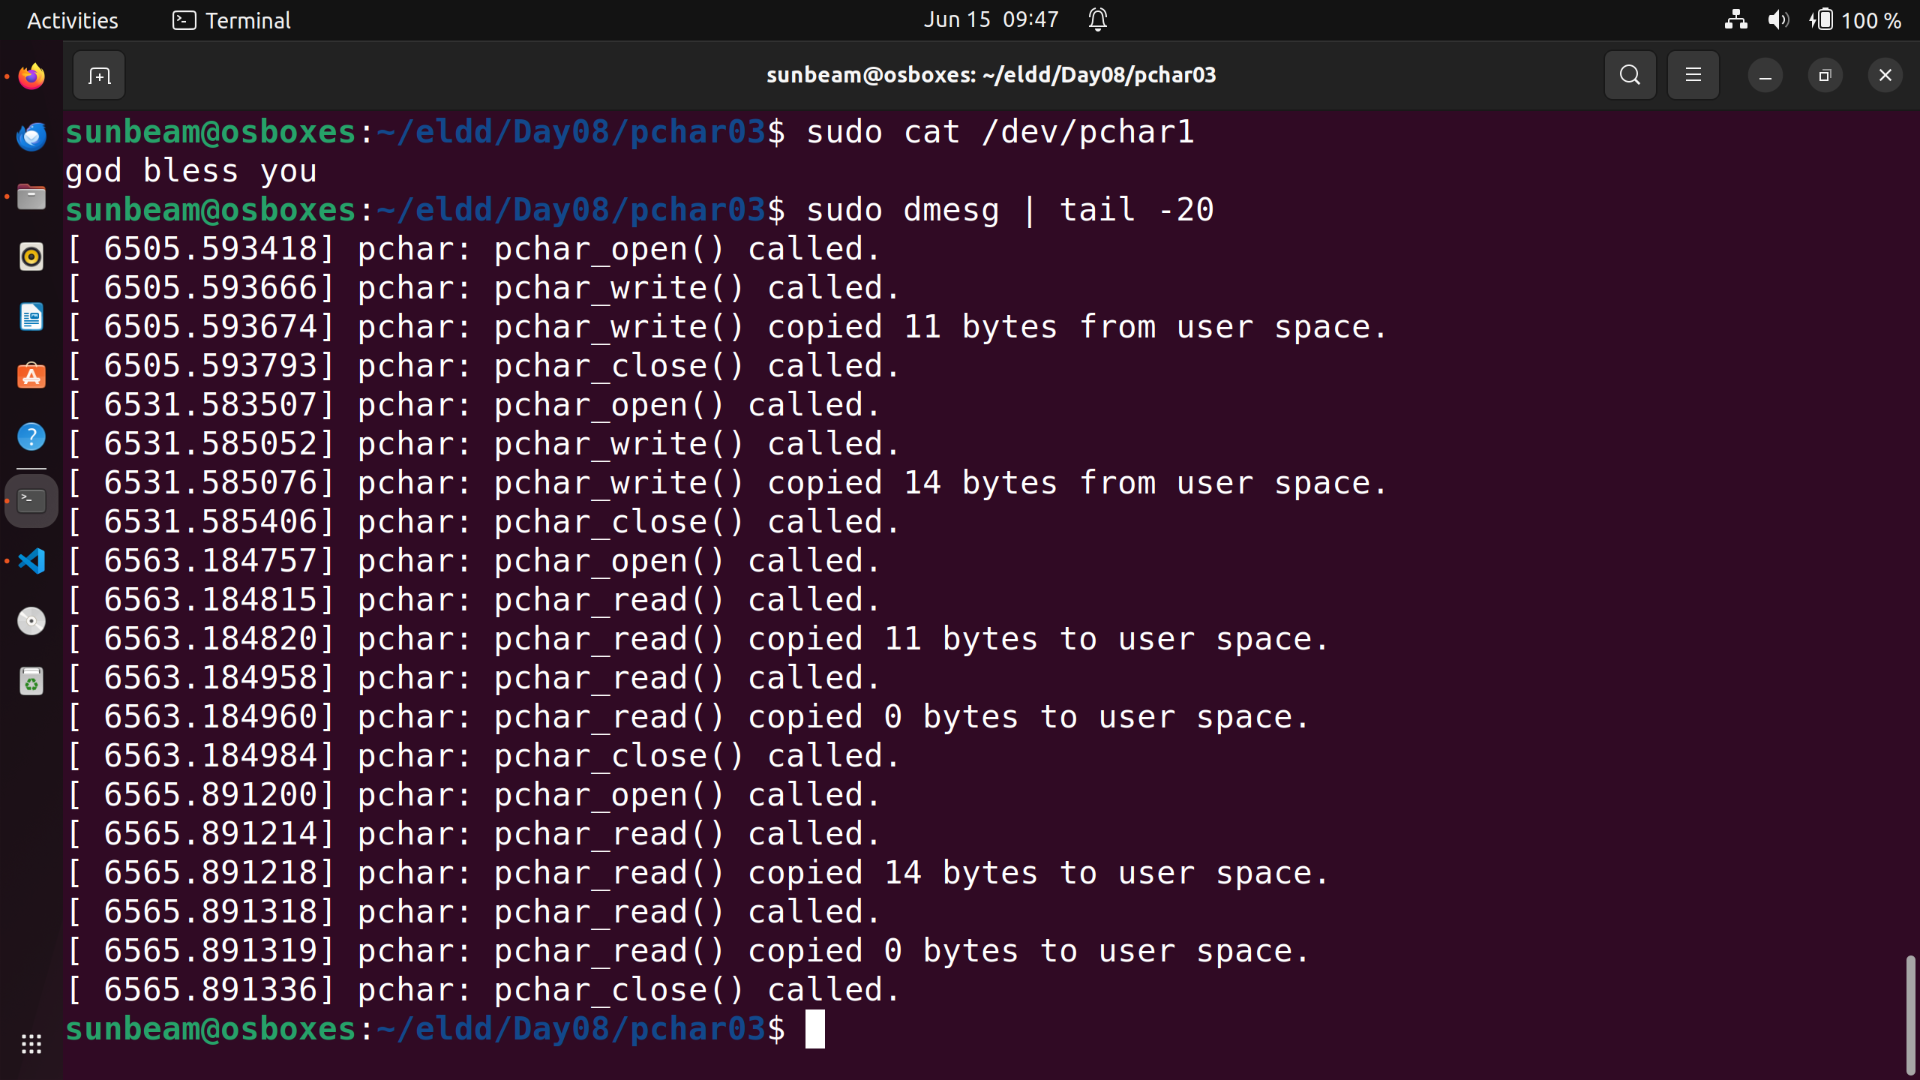 Activities
Terminal
Jun 15 09:47
100 %
sunbeam@osboxes: ~/eldd/Day08/pchar03
sunbeam@osboxes:~/eldd/Day08/pchar03$ sudo cat /dev/pchar1
god bless you
sunbeam@osboxes:~/eldd/Day08/pchar03$ sudo dmesg | tail -20
[ 6505.593418] pchar: pchar_open() called.
[ 6505.593666] pchar: pchar_write() called.
[ 6505.593674] pchar: pchar_write() copied 11 bytes from user space.
[ 6505.593793] pchar: pchar_close() called.
[ 6531.583507] pchar: pchar_open() called.
[ 6531.585052] pchar: pchar_write() called.
[ 6531.585076] pchar: pchar_write() copied 14 bytes from user space.
[ 6531.585406] pchar: pchar_close() called.
[ 6563.184757] pchar: pchar_open() called.
[ 6563.184815] pchar: pchar_read() called.
[ 6563.184820] pchar: pchar_read() copied 11 bytes to user space.
[ 6563.184958] pchar: pchar_read() called.
[ 6563.184960] pchar: pchar_read() copied 0 bytes to user space.
[ 6563.184984] pchar: pchar_close() called.
[ 6565.891200] pchar: pchar_open() called.
[ 6565.891214] pchar: pchar_read() called.
[ 6565.891218] pchar: pchar_read() copied 14 bytes to user space.
[ 6565.891318] pchar: pchar_read() called.
[ 6565.891319] pchar: pchar_read() copied 0 bytes to user space.
[ 6565.891336] pchar: pchar_close() called.
sunbeam@osboxes:~/eldd/Day08/pchar03$